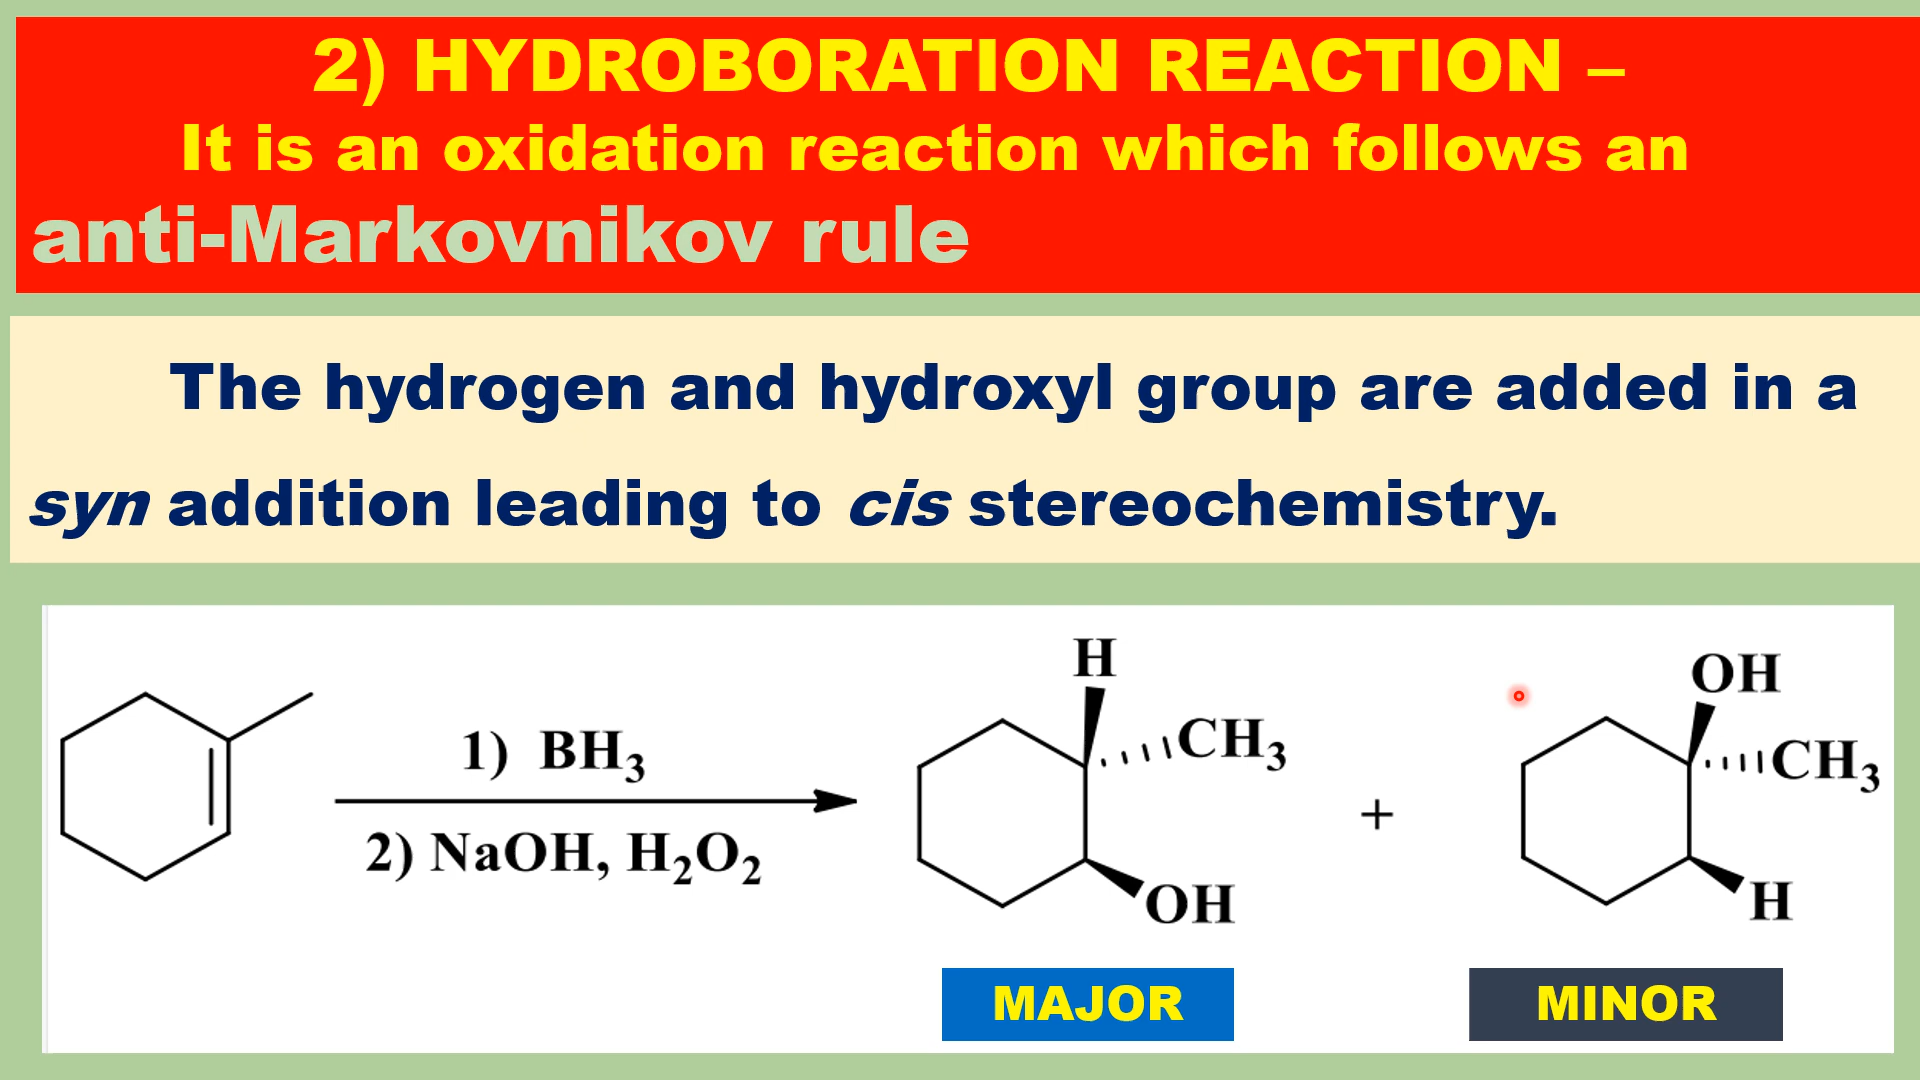 2) HYDROBORATION REACTION –
It is an oxidation reaction which follows an
anti-Markovnikov rule
The hydrogen and hydroxyl group are added in a
syn addition leading to cis stereochemistry.
1) BH₃
2) NaOH, H₂O₂
H
CH₃
OH
+
OH
CH₃
H
MAJOR
MINOR